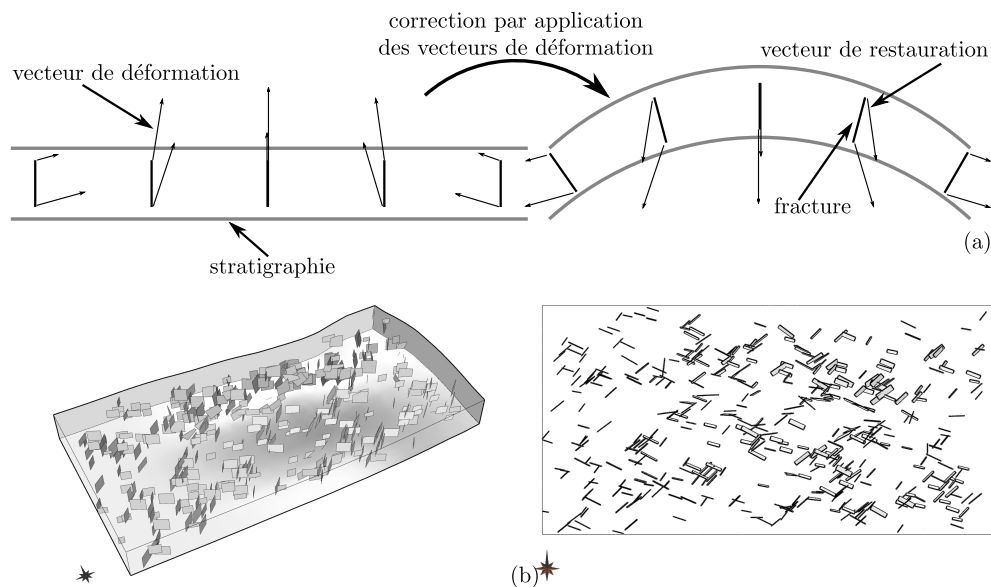 correction par application
des vecteurs de déformation
vecteur de déformation
vecteur de restauration
fracture
(a)
stratigraphie
(b)